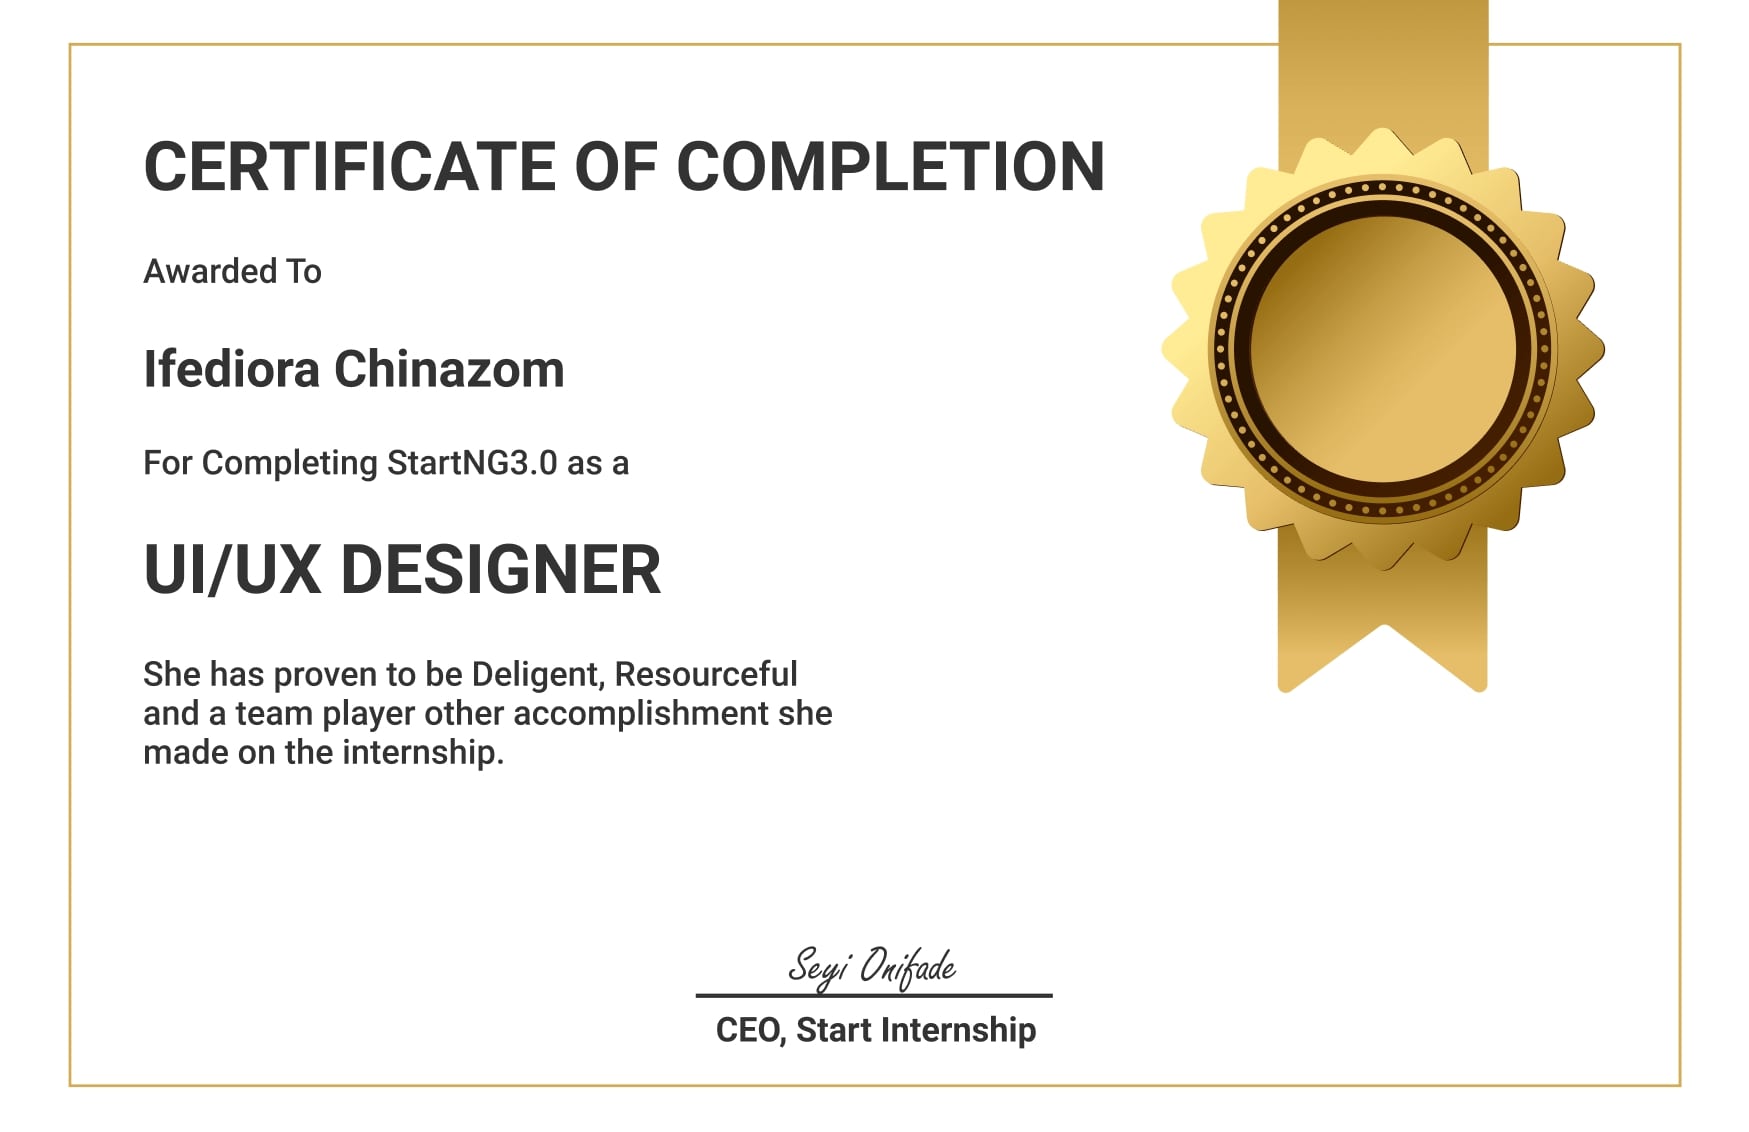 CERTIFICATE OF COMPLETION
Awarded To
Ifediora Chinazom
For Completing StartNG3.0 as a
UI/UX DESIGNER
She has proven to be Deligent, Resourceful
and a team player other accomplishment she
made on the internship.
Seyi Onifade
CEO, Start Internship